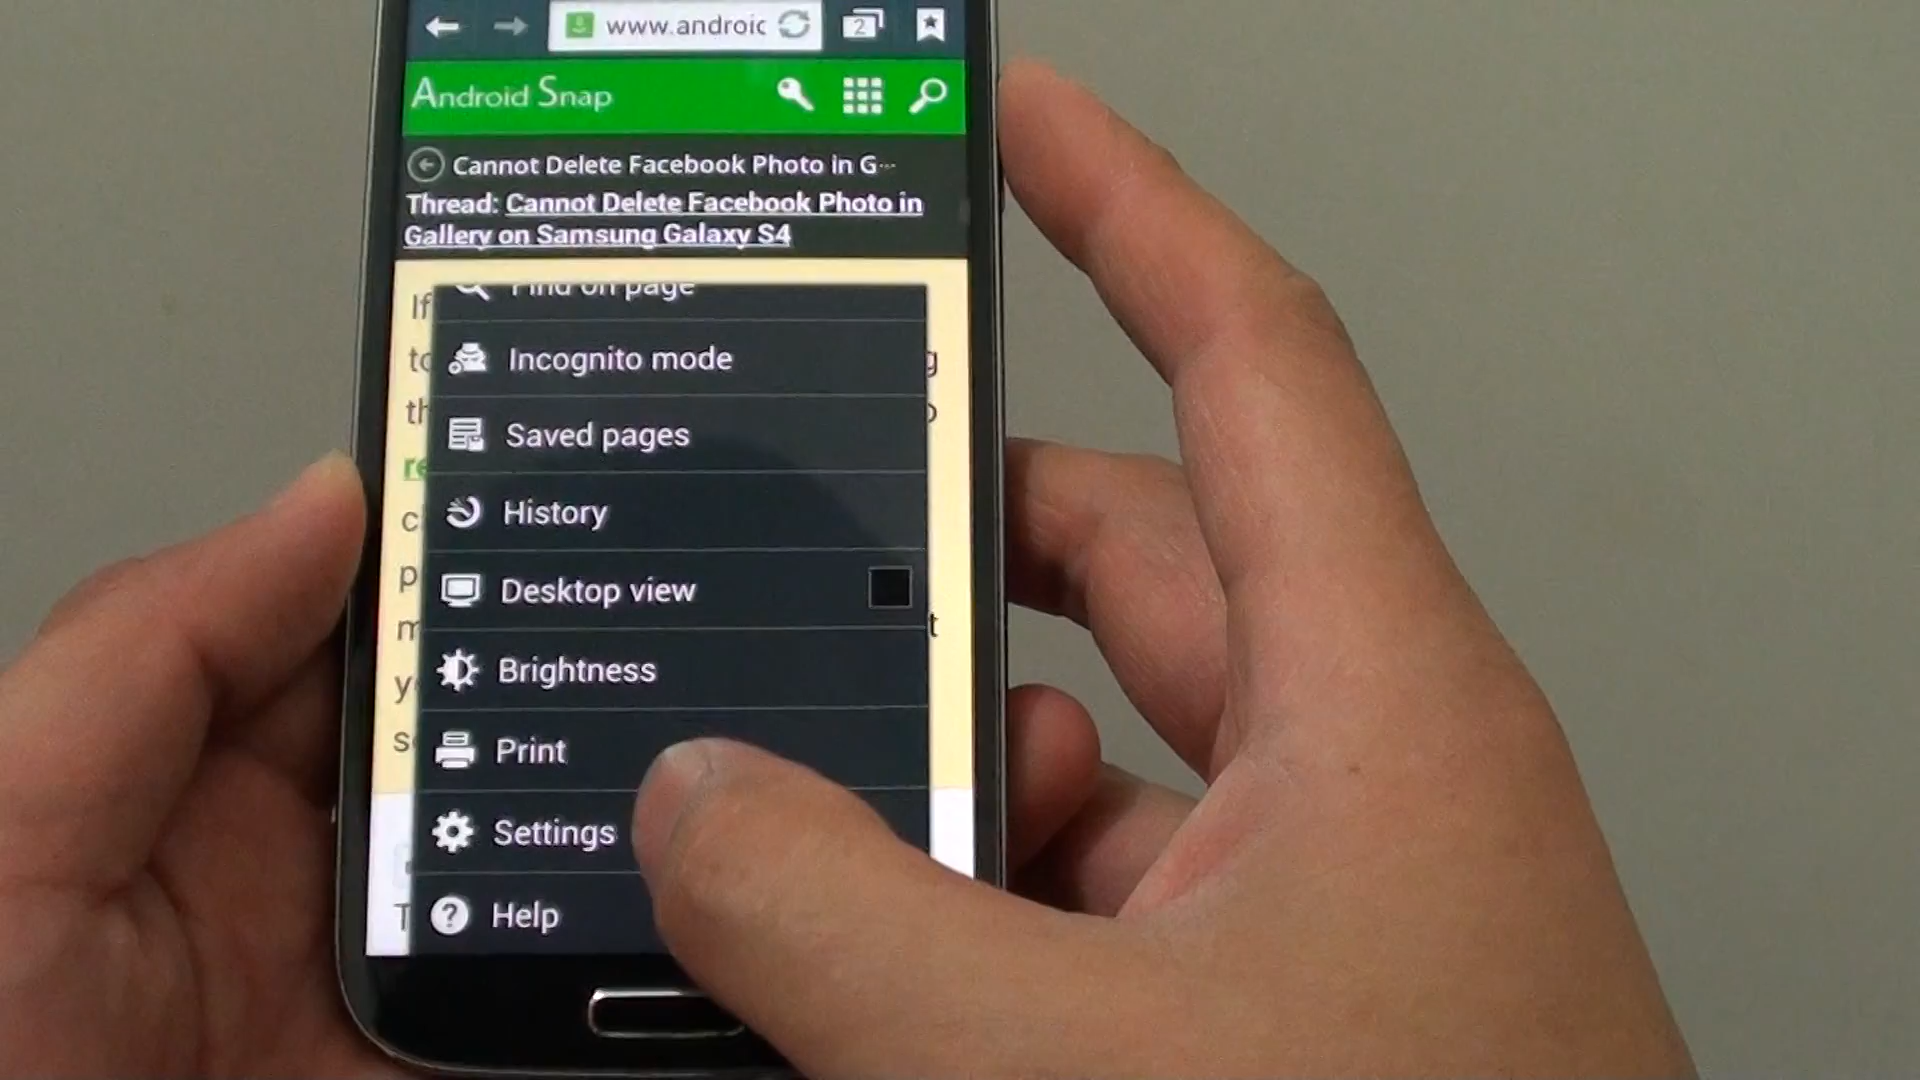 www.androic
2
Android Snap
Cannot Delete Facebook Photo in G...
Thread: Cannot Delete Facebook Photo in
Gallery on Samsung Galaxy S4
If
Find on page
Incognito mode
Saved pages
History
Desktop view
Brightness
Print
Settings
Help